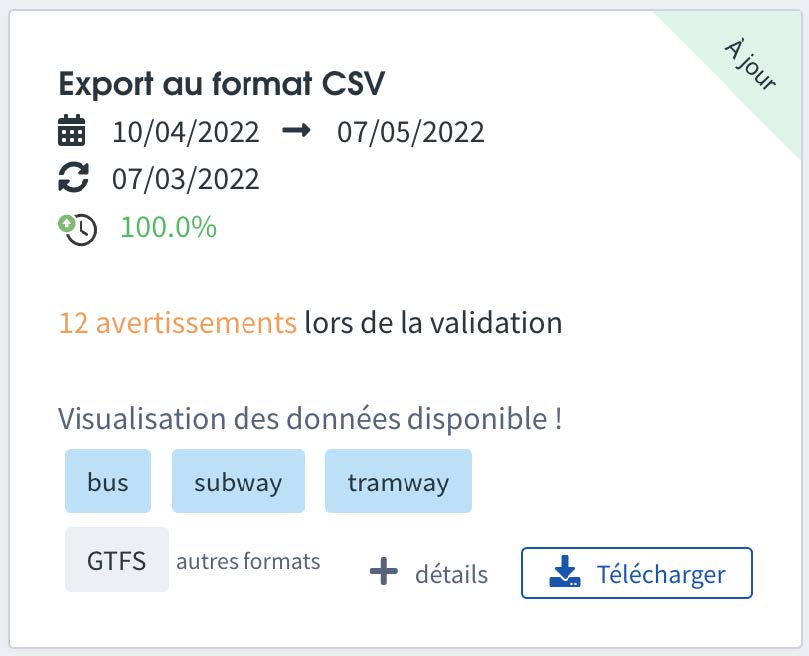 À jour
Export au format CSV
10/04/2022 → 07/05/2022
07/03/2022
100.0%
12 avertissements lors de la validation
Visualisation des données disponible !
bus subway tramway
GTFS autres formats + détails Télécharger